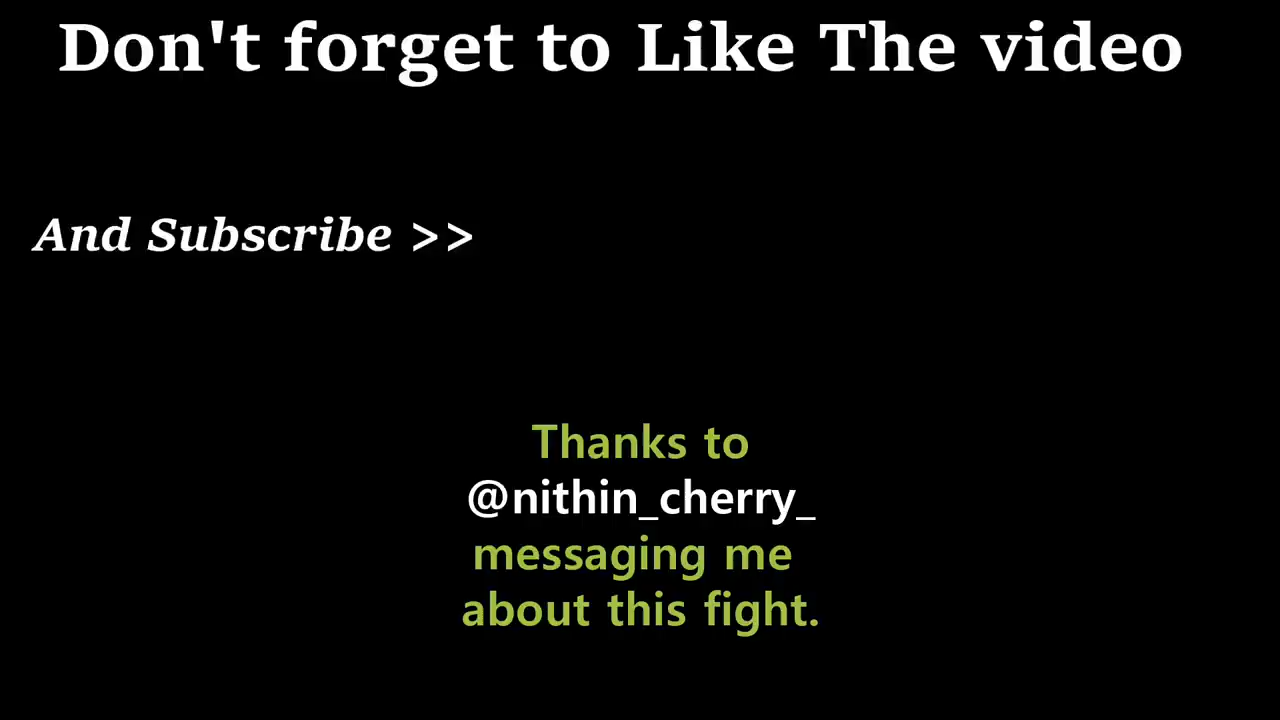 Don't forget to Like The video
And Subscribe >>
Thanks to
@nithin_cherry_
messaging me
about this fight.